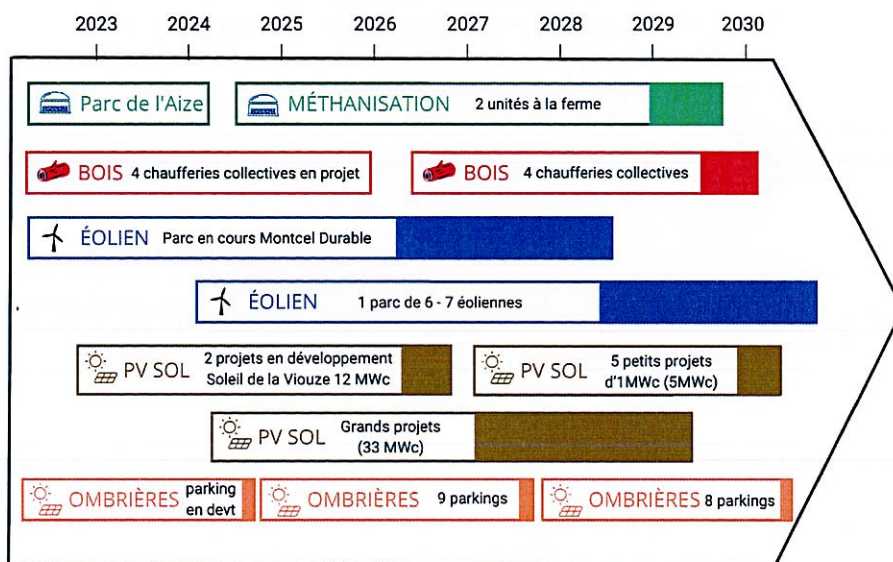 2023 2024 2025 2026 2027 2028 2029 2030
Parc de l'Aize
MÉTHANISATION 2 unités à la ferme
BOIS 4 chaufferies collectives en projet
BOIS 4 chaufferies collectives
ÉOLIEN Parc en cours Montcel Durable
ÉOLIEN 1 parc de 6 - 7 éoliennes
PV SOL 2 projets en développement
Soleil de la Viouze 12 MWc
PV SOL 5 petits projets
d'1MWc (5MWc)
PV SOL Grands projets
(33 MWc)
OMBRIÈRES parking
en devt
OMBRIÈRES 9 parkings
OMBRIÈRES 8 parkings